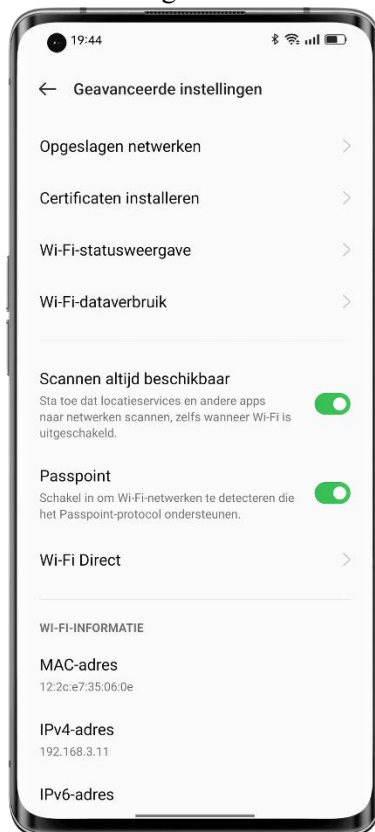 19:44
Geavanceerde instellingen
Opgeslagen netwerken
Certificaten installeren
Wi-Fi-statusweergave
Wi-Fi-dataverbruik
Scannen altijd beschikbaar
Sta toe dat locatieservices en andere apps
naar netwerken scannen, zelfs wanneer Wi-Fi is
uitgeschakeld.
Passpoint
Schakel in om Wi-Fi-netwerken te detecteren die
het Passpoint-protocol ondersteunen.
Wi-Fi Direct
WI-FI-INFORMATIE
MAC-adres
12:2c:e7:35:06:0e
IPv4-adres
192.168.3.11
IPv6-adres